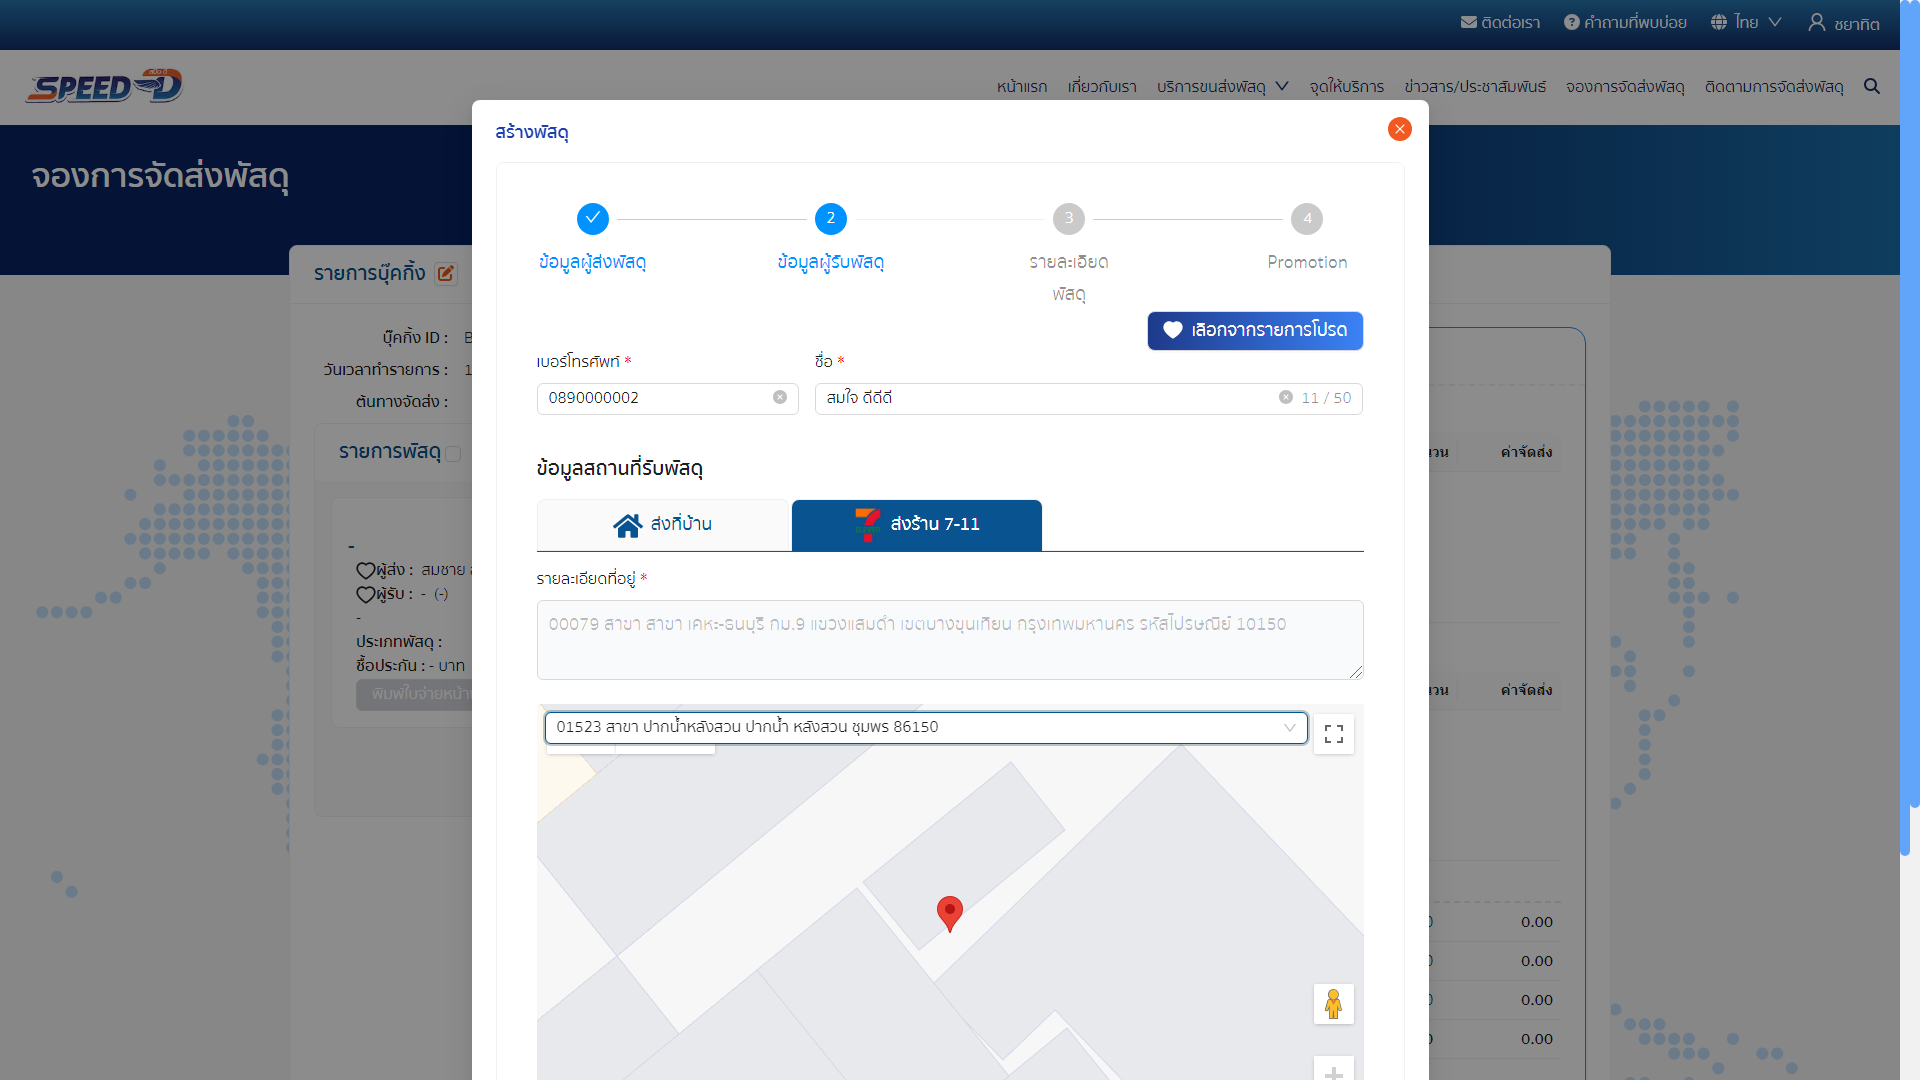 ติดต่อเรา คำถามที่พบบ่อย ไทย ชยาทิต
SPEED-D
หน้าแรก เกี่ยวกับเรา บริการขนส่งพัสดุ จุดให้บริการ ข่าวสาร/ประชาสัมพันธ์ จองการจัดส่งพัสดุ ติดตามการจัดส่งพัสดุ
สร้างพัสดุ
จองการจัดส่งพัสดุ
2 3 4
ข้อมูลผู้ส่งพัสดุ ข้อมูลผู้รับพัสดุ รายละเอียดพัสดุ Promotion
รายการบุ๊คกิ้ง
เลือกจากรายการโปรด
บุ๊คกิ้ง ID :
วันเวลาทำรายการ : 1
ต้นทางจัดส่ง :
เบอร์โทรศัพท์ * ชื่อ *
0890000002 สมใจ ดีดีดี 11 / 50
รายการพัสดุ
ค่าจัดส่ง
ข้อมูลสถานที่รับพัสดุ
ส่งที่บ้าน ส่งร้าน 7-11
-
ผู้ส่ง : สมชาย
ผู้รับ : - (-)
-
ประเภทพัสดุ :
ซื้อประกัน : - บาท
พิมพ์ใบจ่ายหน้า
รายละเอียดที่อยู่ *
00079 สาขา สาขา เคหะ-ธนบุรี กม.9 แขวงแสมดำ เขตบางขุนเทียน กรุงเทพมหานคร รหัสไปรษณีย์ 10150
ค่าจัดส่ง
01523 สาขา ปากน้ำหลังสวน ปากน้ำ หลังสวน ชุมพร 86150
0.00
0.00
0.00
0.00